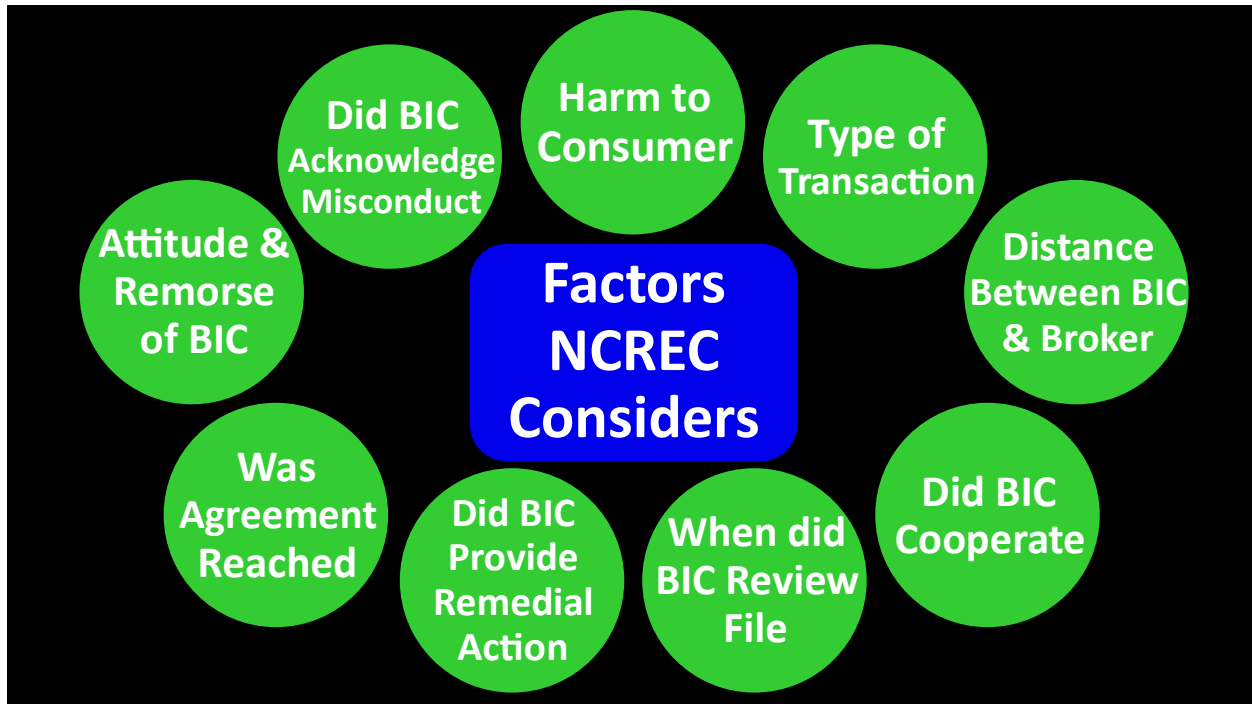 Factors
NCREC
Considers
Harm to
Consumer
Type of
Transaction
Distance
Between BIC
& Broker
Did BIC
Cooperate
When did
BIC Review
File
Did BIC
Provide
Remedial
Action
Was
Agreement
Reached
Attitude &
Remorse
of BIC
Did BIC
Acknowledge
Misconduct